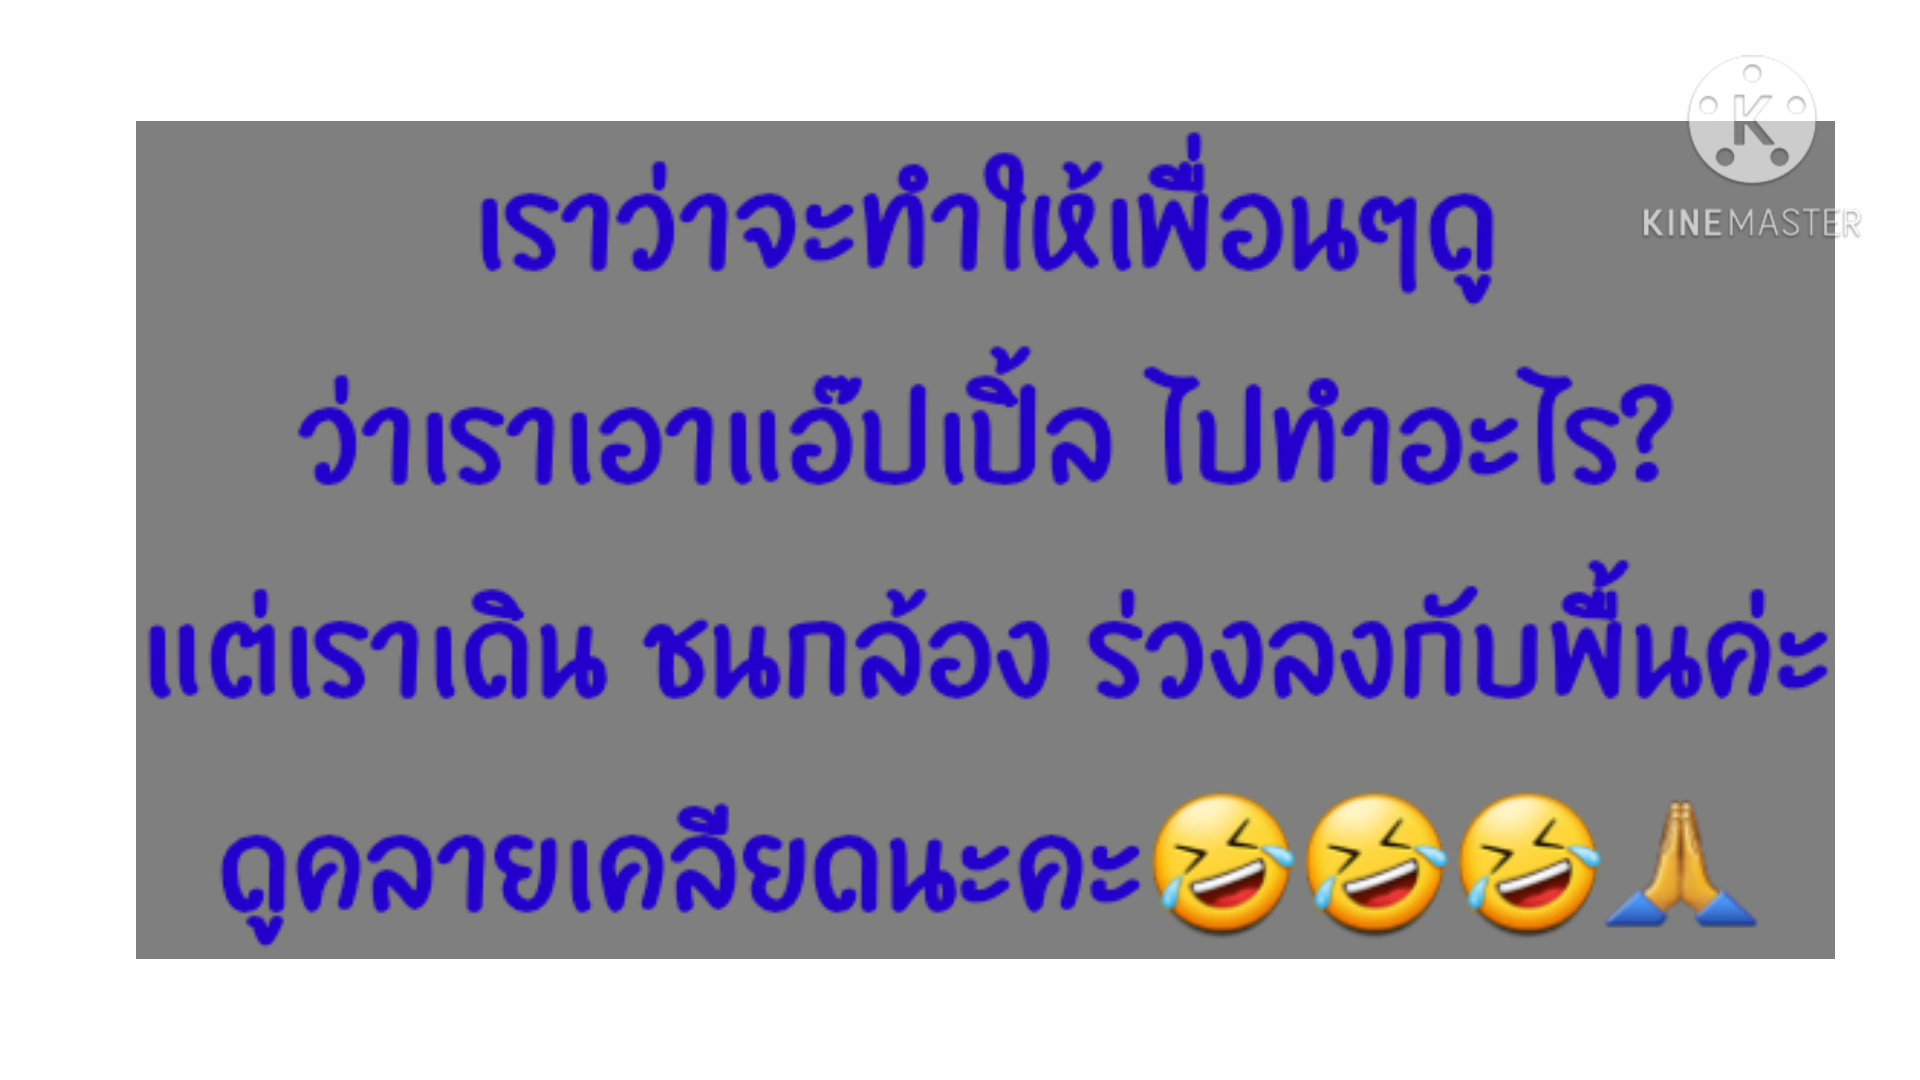 เราว่าจะทำให้เพื่อนๆดู
ว่าเราเอาแอ๊ปเปิ้ล ไปทำอะไร?
แต่เราเดิน ชนกล้อง ร่วงลงกับพื้นค่ะ
ดูคลายเคลียดนะคะ🤣🤣🤣🙏
K
KINEMASTER